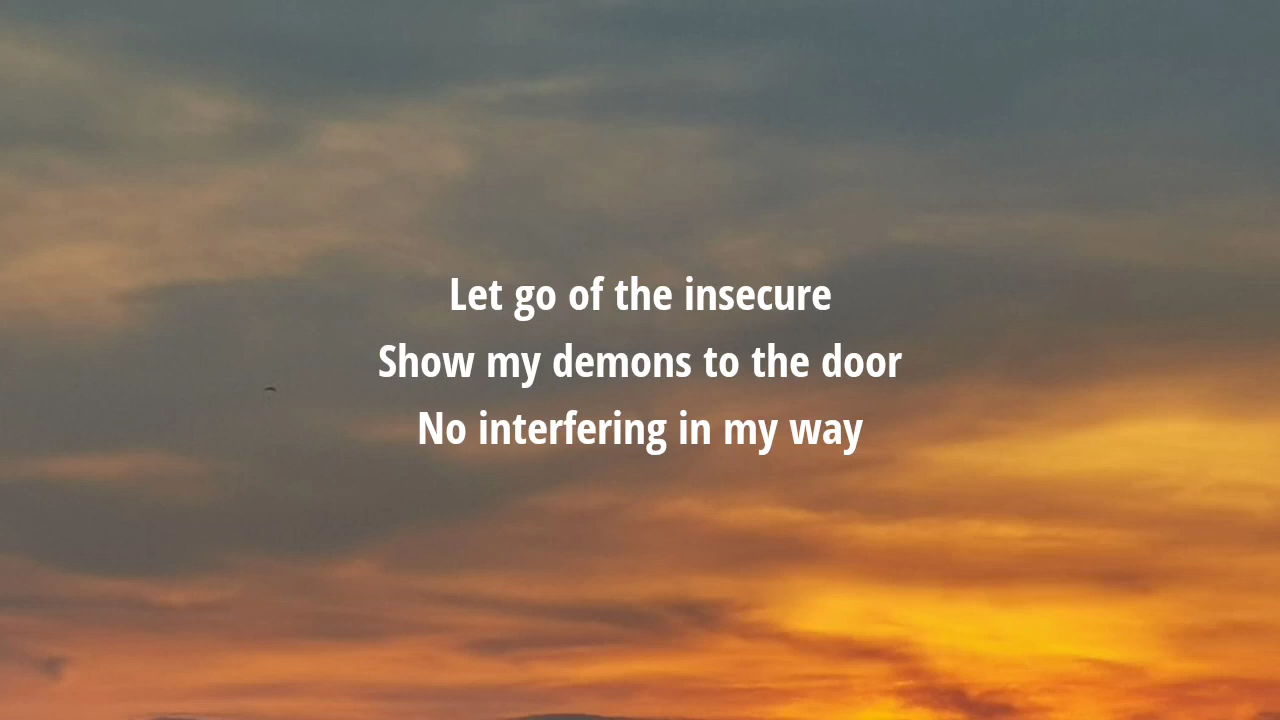 Let go of the insecure
Show my demons to the door
No interfering in my way